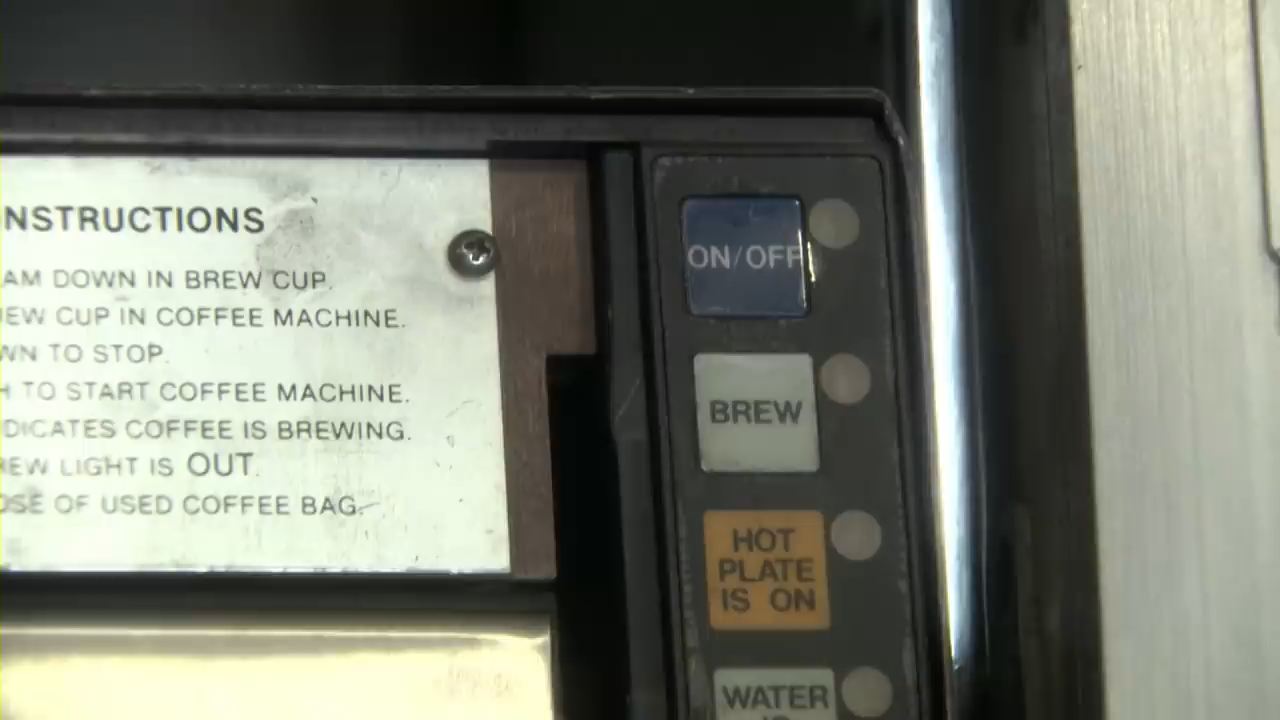 NSTRUCTIONS
AM DOWN IN BREW CUP.
EW CUP IN COFFEE MACHINE.
WN TO STOP.
H TO START COFFEE MACHINE.
DICATES COFFEE IS BREWING.
REW LIGHT IS OUT.
OSE OF USED COFFEE BAG.
ON/OFF
BREW
HOT
PLATE
IS ON
WATER
IS